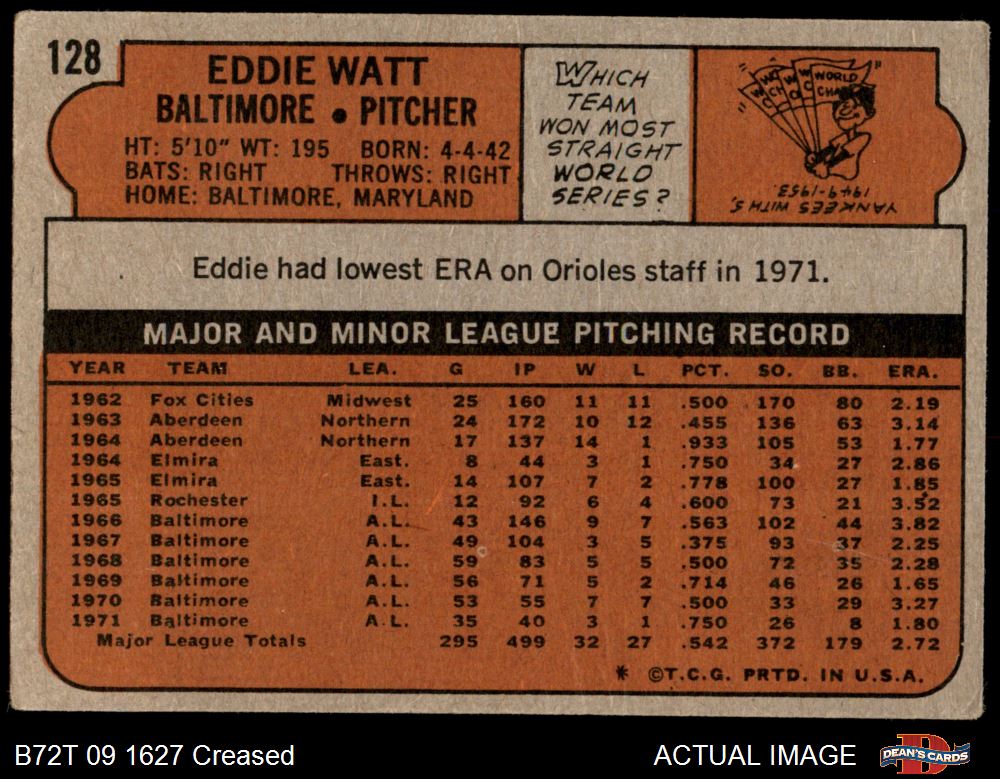 128
EDDIE WATT
BALTIMORE • PITCHER
HT: 5'10" WT: 195 BORN: 4-4-42
BATS: RIGHT THROWS: RIGHT
HOME: BALTIMORE, MARYLAND
WHICH
TEAM
WON MOST
STRAIGHT
WORLD
SERIES?
WORLD
CHAM
YANKEES WITH 5,
1949-1953.
Eddie had lowest ERA on Orioles staff in 1971.
MAJOR AND MINOR LEAGUE PITCHING RECORD
YEAR TEAM LEA. G IP W L PCT. SO. BB. ERA.
1962 Fox Cities Midwest 25 160 11 11 .500 170 80 2.19
1963 Aberdeen Northern 24 172 10 12 .455 136 63 3.14
1964 Aberdeen Northern 17 137 14 1 .933 105 53 1.77
1964 Elmira East. 8 44 3 1 .750 34 27 2.86
1965 Elmira East. 14 107 7 2 .778 100 27 1.85
1965 Rochester I.L. 12 92 6 4 .600 73 21 3.52
1966 Baltimore A.L. 43 146 9 7 .563 102 44 3.82
1967 Baltimore A.L. 49 104 3 5 .375 93 37 2.25
1968 Baltimore A.L. 59 83 5 5 .500 72 35 2.28
1969 Baltimore A.L. 56 71 5 2 .714 46 26 1.65
1970 Baltimore A.L. 53 55 7 7 .500 33 29 3.27
1971 Baltimore A.L. 35 40 3 1 .750 26 8 1.80
Major League Totals 295 499 32 27 .542 372 179 2.72
* ©T.C.G. PRTD. IN U.S.A.
B72T 09 1627 Creased
ACTUAL IMAGE
DEAN'S CARDS